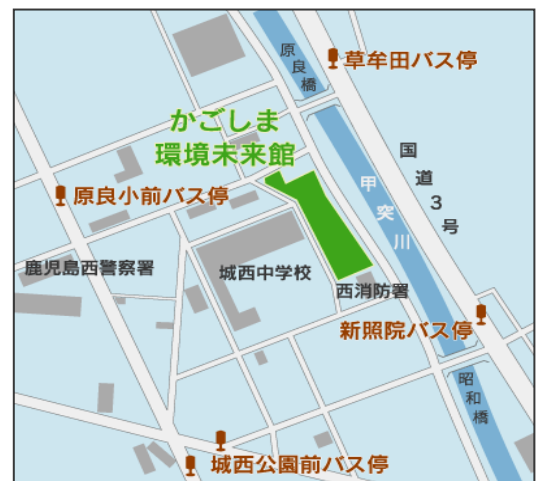 原良橋
草牟田バス停
かごしま
環境未来館
国道3号
甲突川
原良小前バス停
鹿児島西警察署
城西中学校
西消防署
新照院バス停
昭和橋
城西公園前バス停